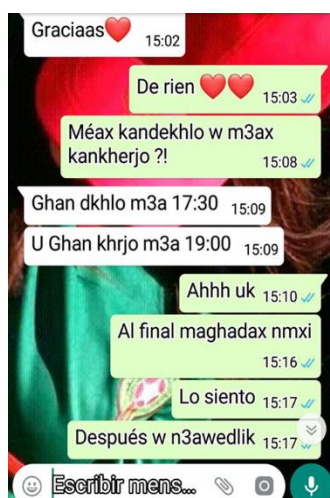 Graciaas❤️ 15:02
De rien ❤️❤️ 15:03
Méax kandekhlo w m3ax
kankherjo ?! 15:08
Ghan dkhlo m3a 17:30 15:09
U Ghan khrjo m3a 19:00 15:09
Ahhh uk 15:10
Al final maghadax nmxi
15:16
Lo siento 15:17
Después w n3awedlik 15:17
Escribir mens...